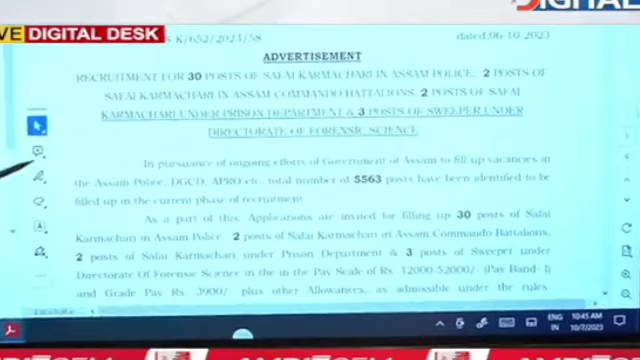 DIGITAL
LIVE DIGITAL DESK
K/652/2023/58 dated:06-10-2023
ADVERTISEMENT
RECRUITMENT FOR 30 POSTS OF SAFAI KARMACHARI IN ASSAM POLICE, 2 POSTS OF
SAFAI KARMACHARI IN ASSAM COMMANDO BATTALIONS, 2 POSTS OF SAFAI
KARMACHARI UNDER PRISON DEPARTMENT & 3 POSTS OF SWEEPER UNDER
DIRECTORATE OF FORENSIC SCIENCE.
In pursuance of ongoing efforts of Government of Assam to fill up vacancies in
the Assam Police, DGCD, APRO etc., total number of 5563 posts have been identified to be
filled up in the current phase of recruitment.
As a part of this, Applications are invited for filling up 30 posts of Safai
Karmachari in Assam Police, 2 posts of Safai Karmachari in Assam Commando Battalions,
2 posts of Safai Karmachari under Prison Department & 3 posts of Sweeper under
Directorate Of Forensic Science in the in the Pay Scale of Rs. 12000-52000/- (Pay Band-I)
and Grade Pay Rs. 3900/- plus other Allowances, as admissible under the rules
ENG
IN
10:45 AM
10/7/2023